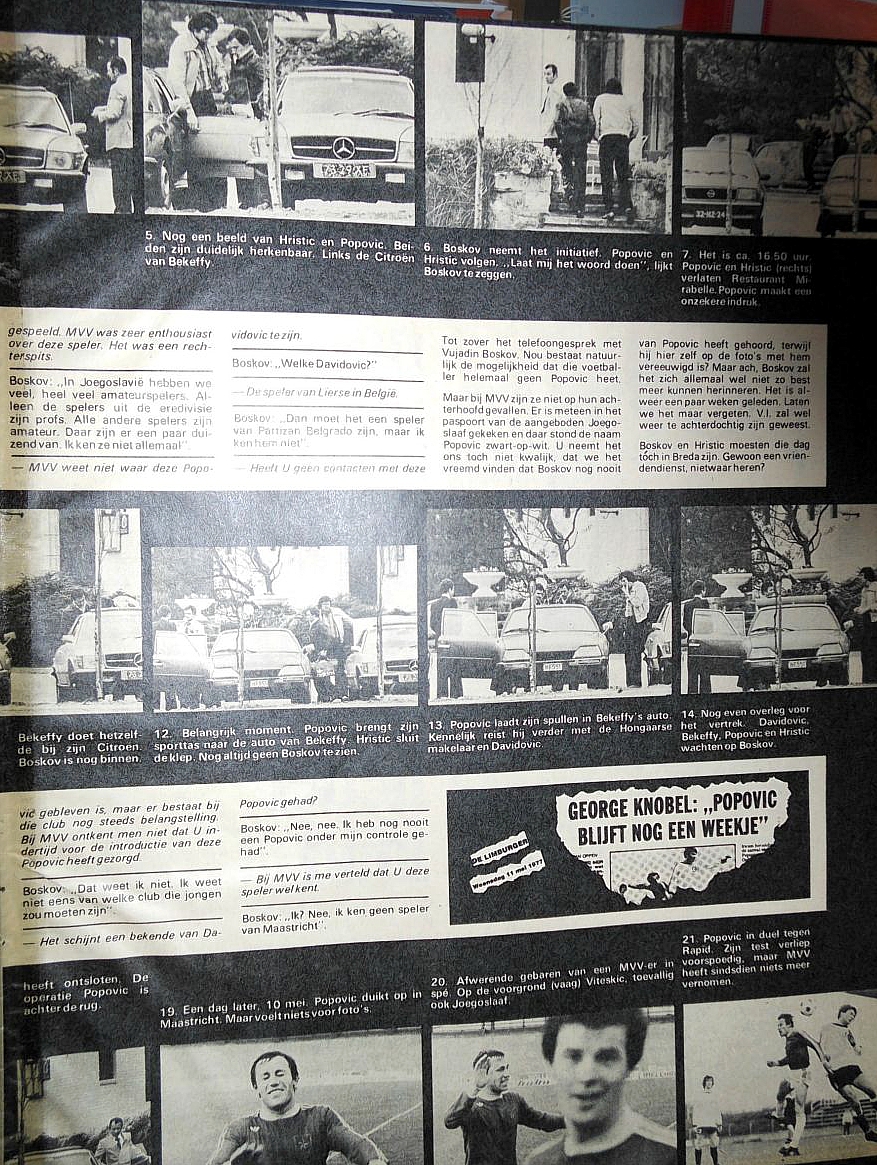 5. Nog een beeld van Hristic en Popovic. Bei-
den zijn duidelijk herkenbaar. Links de Citroën
van Bekeffy
6. Boskov neemt het initiatief. Popovic en
Hristic volgen. „Laat mij het woord doen", lijkt
Boskov te zeggen.
7. Het is ca. 16.50 uur.
Popovic en Hristic (rechts)
verlaten Restaurant Mi-
rabelle. Popovic maakt een
onzekere indruk.
gespeeld. MVV was zeer enthousiast
over deze speler. Het was een rech-
terspits.
Boskov: „In Joegoslavië hebben we
veel, heel veel amateurspelers. Al-
leen de spelers uit de eredivisie
zijn profs. Alle andere spelers zijn
amateur. Daar zijn er een paar dui-
zend van. Ik ken ze niet allemaal".
— MVV weet niet waar deze Popo-
vidovic te zijn.
Boskov: „Welke Davidovic?"
— De speler van Lierse in België.
Boskov: „Dan moet het een speler
van Partizan Belgrado zijn, maar ik
ken hem niet".
— Heeft U geen contacten met deze
Tot zover het telefoongesprek met
Vujadin Boskov. Nou bestaat natuur-
lijk de mogelijkheid dat die voetbal-
ler helemaal geen Popovic heet.
Maar bij MVV zijn ze niet op hun ach-
terhoofd gevallen. Er is meteen in het
paspoort van de aangeboden Joego-
slaaf gekeken en daar stond de naam
Popovic zwart-op-wit. U neemt het
ons toch niet kwalijk, dat we het
vreemd vinden dat Boskov nog nooit
van Popovic heeft gehoord, terwijl
hij hier zelf op de foto's met hem
vereeuwigd is? Maar ach, Boskov zal
het zich allemaal wel niet zo best
meer kunnen herinneren. Het is al-
weer een paar weken geleden. Laten
we het maar vergeten. V.I. zal wel
weer te achterdochtig zijn geweest.
Boskov en Hristic moesten die dag
tóch in Breda zijn. Gewoon een vrien-
dendienst, nietwaar heren?
Bekeffy doet hetzelf-
de bij zijn Citroën.
Boskov is nog binnen.
12. Belangrijk moment. Popovic brengt zijn
sporttas naar de auto van Bekeffy. Hristic sluit
de klep. Nog altijd geen Boskov te zien.
13. Popovic laadt zijn spullen in Bekeffy's auto.
Kennelijk reist hij verder met de Hongaarse
makelaar en Davidovic.
14. Nog even overleg voor
het vertrek. Davidovic,
Bekeffy, Popovic en Hristic
wachten op Boskov.
vic gebleven is, maar er bestaat bij
die club nog steeds belangstelling.
Bij MVV ontkent men niet dat U in-
dertijd voor de introductie van deze
Popovic heeft gezorgd.
Boskov: „Dat weet ik niet. Ik weet
niet eens van welke club die jongen
zou moeten zijn".
— Het schijnt een bekende van Da-
Popovic gehad?
Boskov: „Nee, nee. Ik heb nog nooit
een Popovic onder mijn controle ge-
had".
— Bij MVV is me verteld dat U deze
speler wel kent.
Boskov: „Ik? Nee, ik ken geen speler
van Maastricht".
DE LIMBURGER
Woensdag 11 mei 1977
GEORGE KNOBEL: „POPOVIC
BLIJFT NOG EEN WEEKJE"
heeft ontsloten. De
operatie Popovic is
achter de rug.
19. Een dag later, 10 mei. Popovic duikt op in
Maastricht. Maar voelt niets voor foto's.
20. Afwerende gebaren van een MVV-er in
spé. Op de voorgrond (vaag) Viteskic, toevallig
ook Joegoslaaf.
21. Popovic in duel tegen
Rapid. Zijn test verliep
voorspoedig, maar MVV
heeft sindsdien niets meer
vernomen.